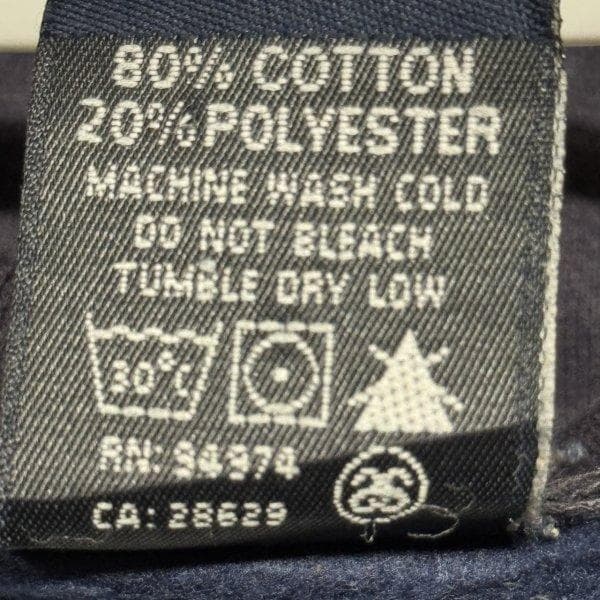 80% COTTON
20% POLYESTER
MACHINE WASH COLD
DO NOT BLEACH
TUMBLE DRY LOW
30°C
RN: 94974
CA: 28629